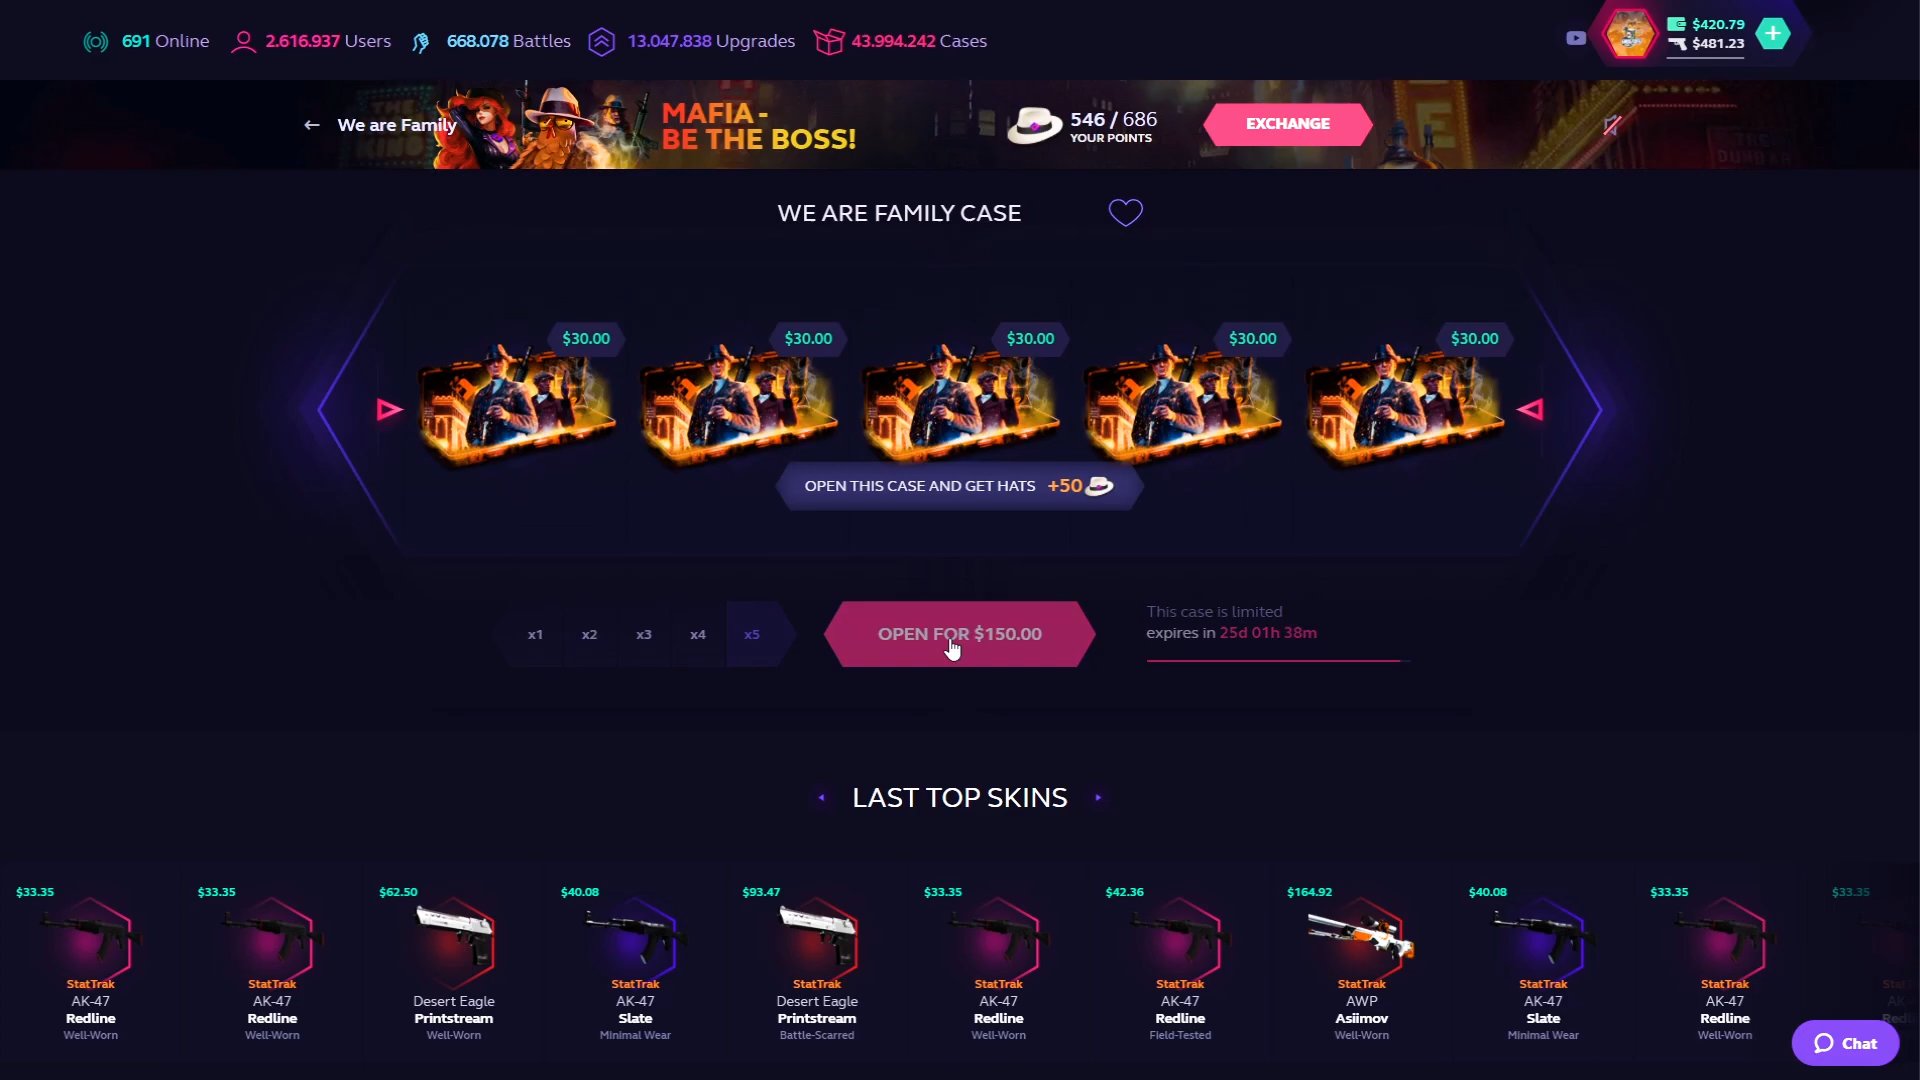 691 Online
2.616.937 Users
668.078 Battles
13.047.838 Upgrades
43.994.242 Cases
$420.79
$481.23
We are Family
MAFIA -
BE THE BOSS!
546 / 686
YOUR POINTS
EXCHANGE
WE ARE FAMILY CASE
$30.00
$30.00
$30.00
$30.00
$30.00
OPEN THIS CASE AND GET HATS +50
x1 x2 x3 x4 x5
OPEN FOR $150.00
This case is limited
expires in 25d 01h 38m
LAST TOP SKINS
$33.35
StatTrak
AK-47
Redline
Well-Worn
$33.35
StatTrak
AK-47
Redline
Well-Worn
$62.50
Desert Eagle
Printstream
Well-Worn
$40.08
StatTrak
AK-47
Slate
Minimal Wear
$93.47
StatTrak
Desert Eagle
Printstream
Battle-Scarred
$33.35
StatTrak
AK-47
Redline
Well-Worn
$42.36
StatTrak
AK-47
Redline
Field-Tested
$164.92
StatTrak
AWP
Asiimov
Well-Worn
$40.08
StatTrak
AK-47
Slate
Minimal Wear
$33.35
StatTrak
AK-47
Redline
Well-Worn
$33.35
Chat